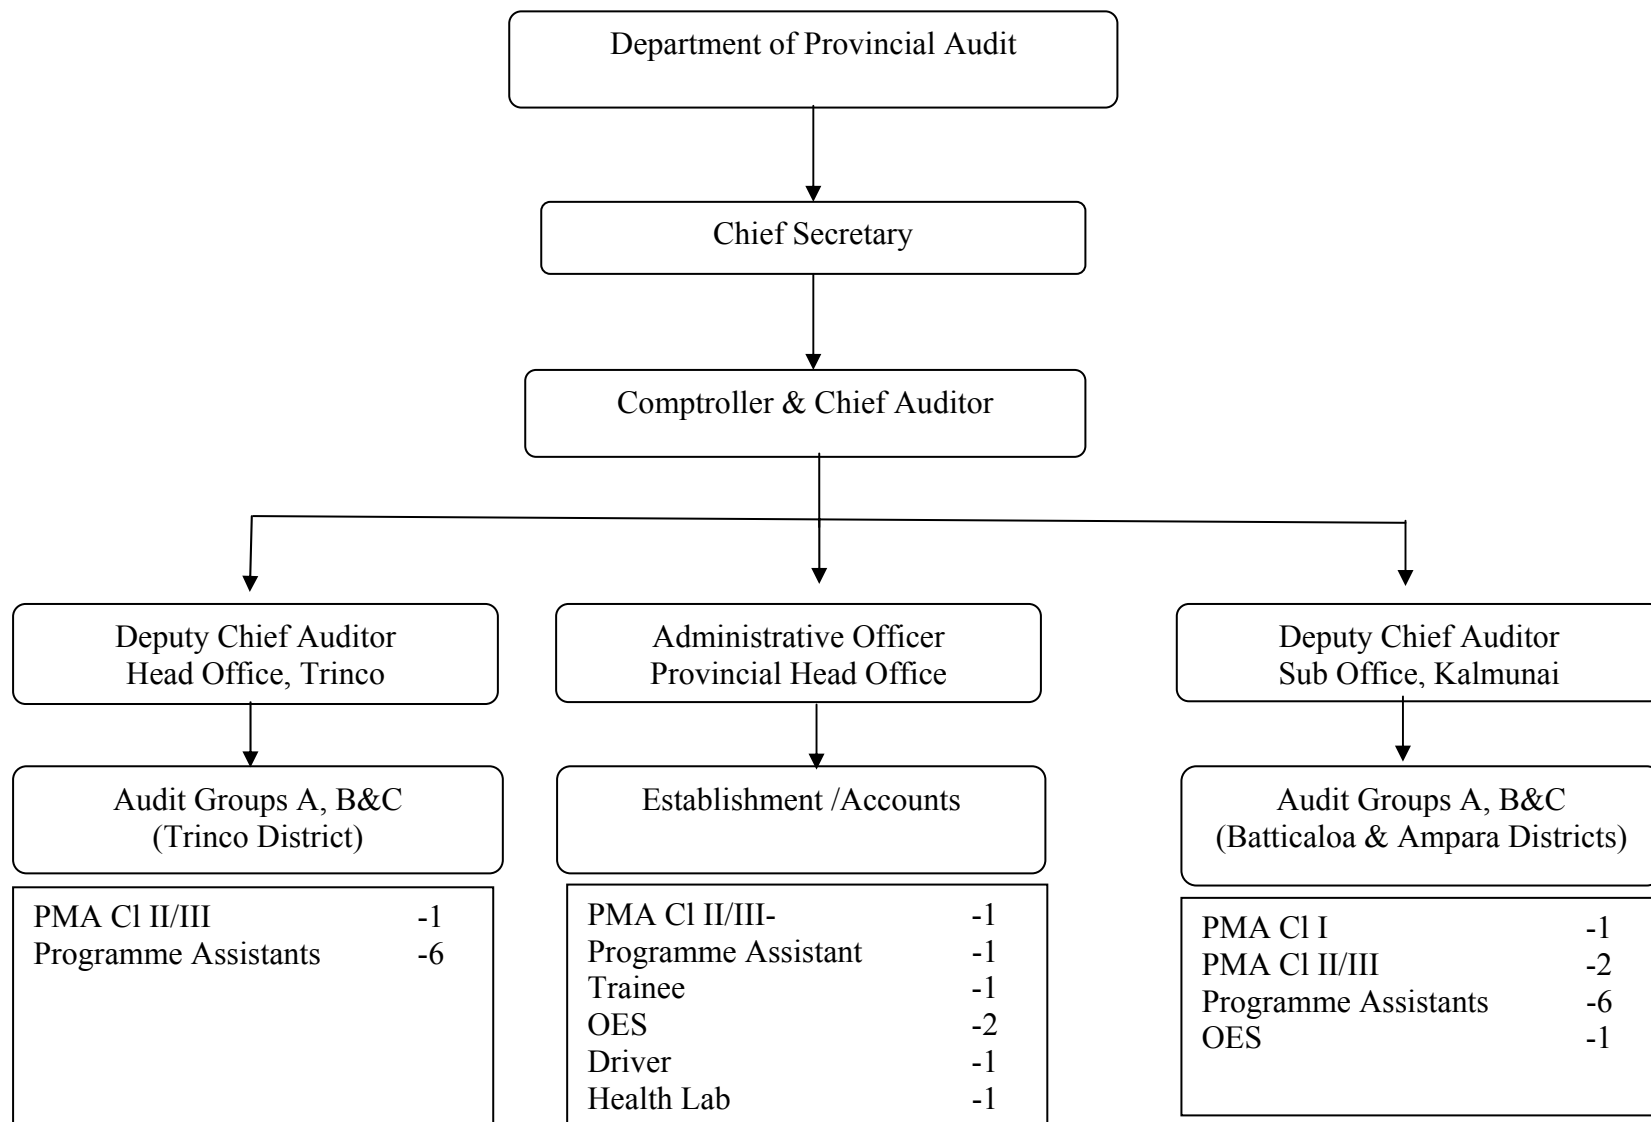 Department of Provincial Audit
Chief Secretary
Comptroller & Chief Auditor
Deputy Chief Auditor
Head Office, Trinco
Administrative Officer
Provincial Head Office
Deputy Chief Auditor
Sub Office, Kalmunai
Audit Groups A, B&C
(Trinco District)
Establishment /Accounts
Audit Groups A, B&C
(Batticaloa & Ampara Districts)
PMA Cl II/III -1
Programme Assistants -6
PMA Cl II/III- -1
Programme Assistant -1
Trainee -1
OES -2
Driver -1
Health Lab -1
PMA Cl I -1
PMA Cl II/III -2
Programme Assistants -6
OES -1